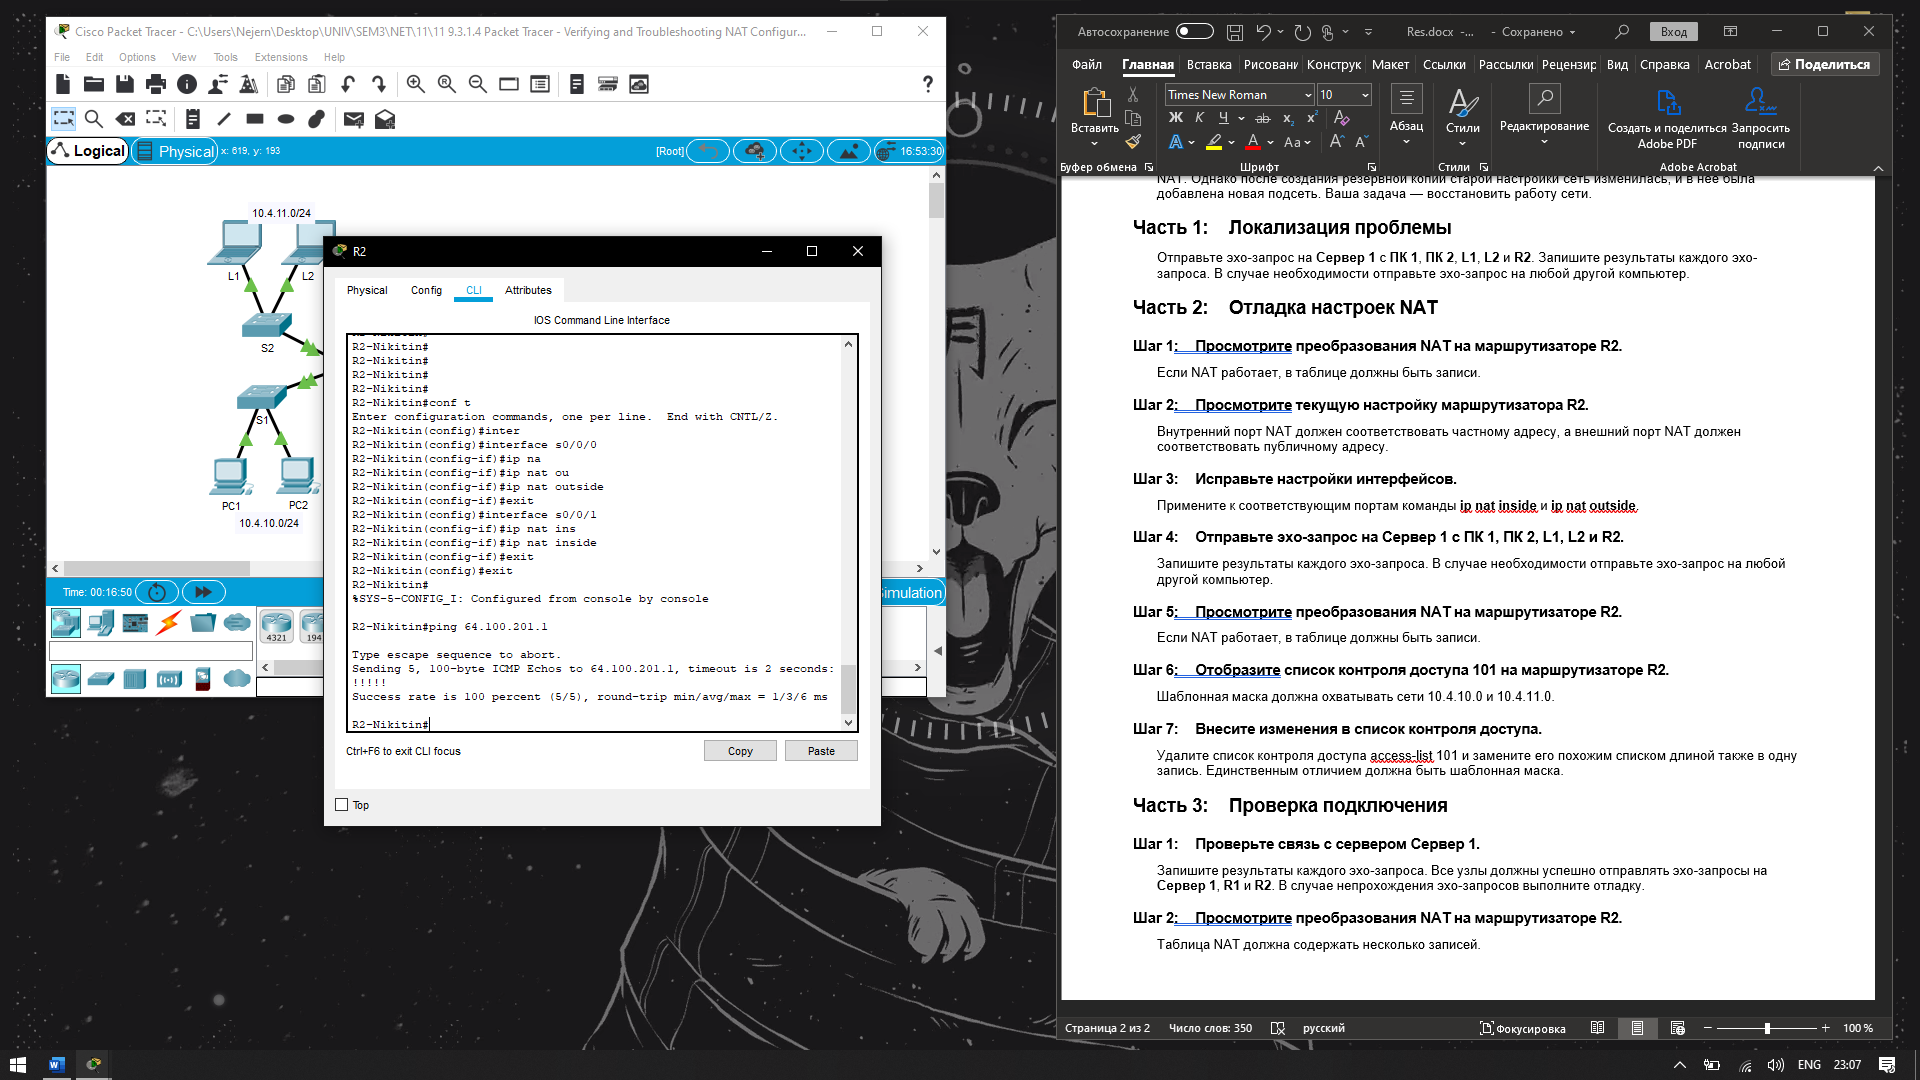 Cisco Packet Tracer - C:\Users\Nejern\Desktop\UNIV\SEM3\NET\11\11 9.3.1.4 Packet Tracer - Verifying and Troubleshooting NAT Configur...
File Edit Options View Tools Extensions Help
Logical Physical x: 619, y: 193
[Root] 16:53:30
10.4.11.0/24
L1 L2
S2
S1
PC1 PC2
10.4.10.0/24
Time: 00:16:50
Simulation
4321 194
R2
Physical Config CLI Attributes
IOS Command Line Interface
R2-Nikitin#
R2-Nikitin#
R2-Nikitin#
R2-Nikitin#
R2-Nikitin#conf t
Enter configuration commands, one per line. End with CNTL/Z.
R2-Nikitin(config)#inter
R2-Nikitin(config)#interface s0/0/0
R2-Nikitin(config-if)#ip na
R2-Nikitin(config-if)#ip nat ou
R2-Nikitin(config-if)#ip nat outside
R2-Nikitin(config-if)#exit
R2-Nikitin(config)#interface s0/0/1
R2-Nikitin(config-if)#ip nat ins
R2-Nikitin(config-if)#ip nat inside
R2-Nikitin(config-if)#exit
R2-Nikitin(config)#exit
R2-Nikitin#
%SYS-5-CONFIG_I: Configured from console by console
R2-Nikitin#ping 64.100.201.1
Type escape sequence to abort.
Sending 5, 100-byte ICMP Echos to 64.100.201.1, timeout is 2 seconds:
!!!!!
Success rate is 100 percent (5/5), round-trip min/avg/max = 1/3/6 ms
R2-Nikitin#
Ctrl+F6 to exit CLI focus Copy Paste
Top
Автосохранение Res.docx -... - Сохранено Вход
Файл Главная Вставка Рисовани Конструк Макет Ссылки Рассылки Рецензир Вид Справка Acrobat Поделиться
Вставить
Буфер обмена
Times New Roman 10
Ж К Ч ab x₂ x²
A Aa A A
Шрифт
Абзац
Стили
Стили
Редактирование
Создать и поделиться Adobe PDF
Запросить подписи
Adobe Acrobat
NAT. Однако после создания резервной копии старой настройки сеть изменилась, и в нее была
добавлена новая подсеть. Ваша задача — восстановить работу сети.
Часть 1: Локализация проблемы
Отправьте эхо-запрос на Сервер 1 с ПК 1, ПК 2, L1, L2 и R2. Запишите результаты каждого эхо-
запроса. В случае необходимости отправьте эхо-запрос на любой другой компьютер.
Часть 2: Отладка настроек NAT
Шаг 1: Просмотрите преобразования NAT на маршрутизаторе R2.
Если NAT работает, в таблице должны быть записи.
Шаг 2: Просмотрите текущую настройку маршрутизатора R2.
Внутренний порт NAT должен соответствовать частному адресу, а внешний порт NAT должен
соответствовать публичному адресу.
Шаг 3: Исправьте настройки интерфейсов.
Примените к соответствующим портам команды ip nat inside и ip nat outside.
Шаг 4: Отправьте эхо-запрос на Сервер 1 с ПК 1, ПК 2, L1, L2 и R2.
Запишите результаты каждого эхо-запроса. В случае необходимости отправьте эхо-запрос на любой
другой компьютер.
Шаг 5: Просмотрите преобразования NAT на маршрутизаторе R2.
Если NAT работает, в таблице должны быть записи.
Шаг 6: Отобразите список контроля доступа 101 на маршрутизаторе R2.
Шаблонная маска должна охватывать сети 10.4.10.0 и 10.4.11.0.
Шаг 7: Внесите изменения в список контроля доступа.
Удалите список контроля доступа access-list 101 и замените его похожим списком длиной также в одну
запись. Единственным отличием должна быть шаблонная маска.
Часть 3: Проверка подключения
Шаг 1: Проверьте связь с сервером Сервер 1.
Запишите результаты каждого эхо-запроса. Все узлы должны успешно отправлять эхо-запросы на
Сервер 1, R1 и R2. В случае непрохождения эхо-запросов выполните отладку.
Шаг 2: Просмотрите преобразования NAT на маршрутизаторе R2.
Таблица NAT должна содержать несколько записей.
Страница 2 из 2 Число слов: 350 русский Фокусировка 100 %
ENG 23:07